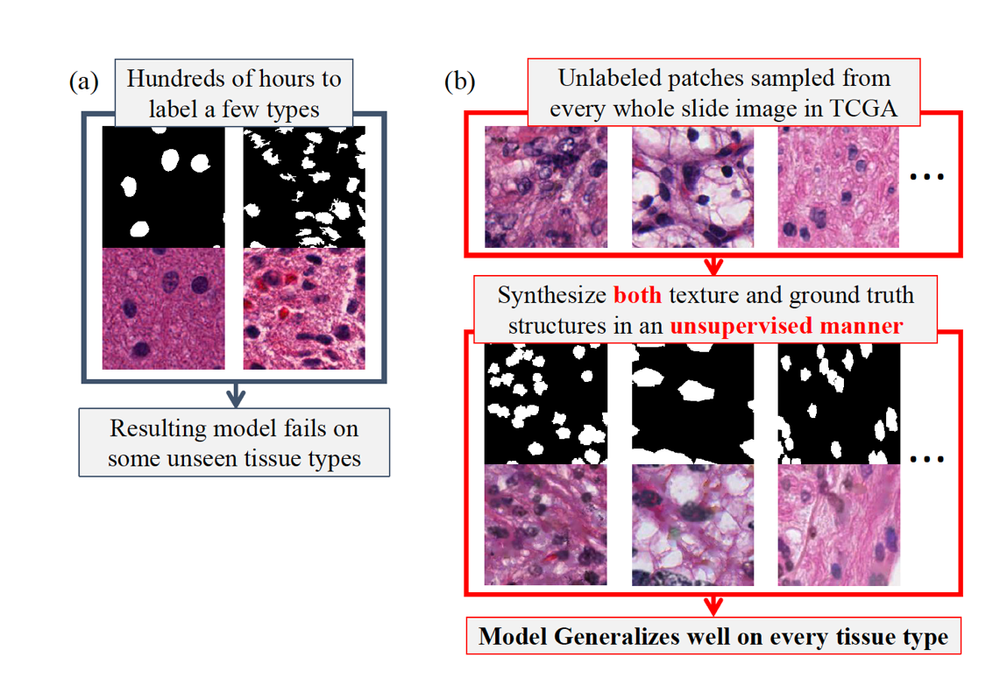 (a)
Hundreds of hours to
label a few types
Resulting model fails on
some unseen tissue types
(b)
Unlabeled patches sampled from
every whole slide image in TCGA
...
Synthesize both texture and ground truth
structures in an unsupervised manner
...
Model Generalizes well on every tissue type